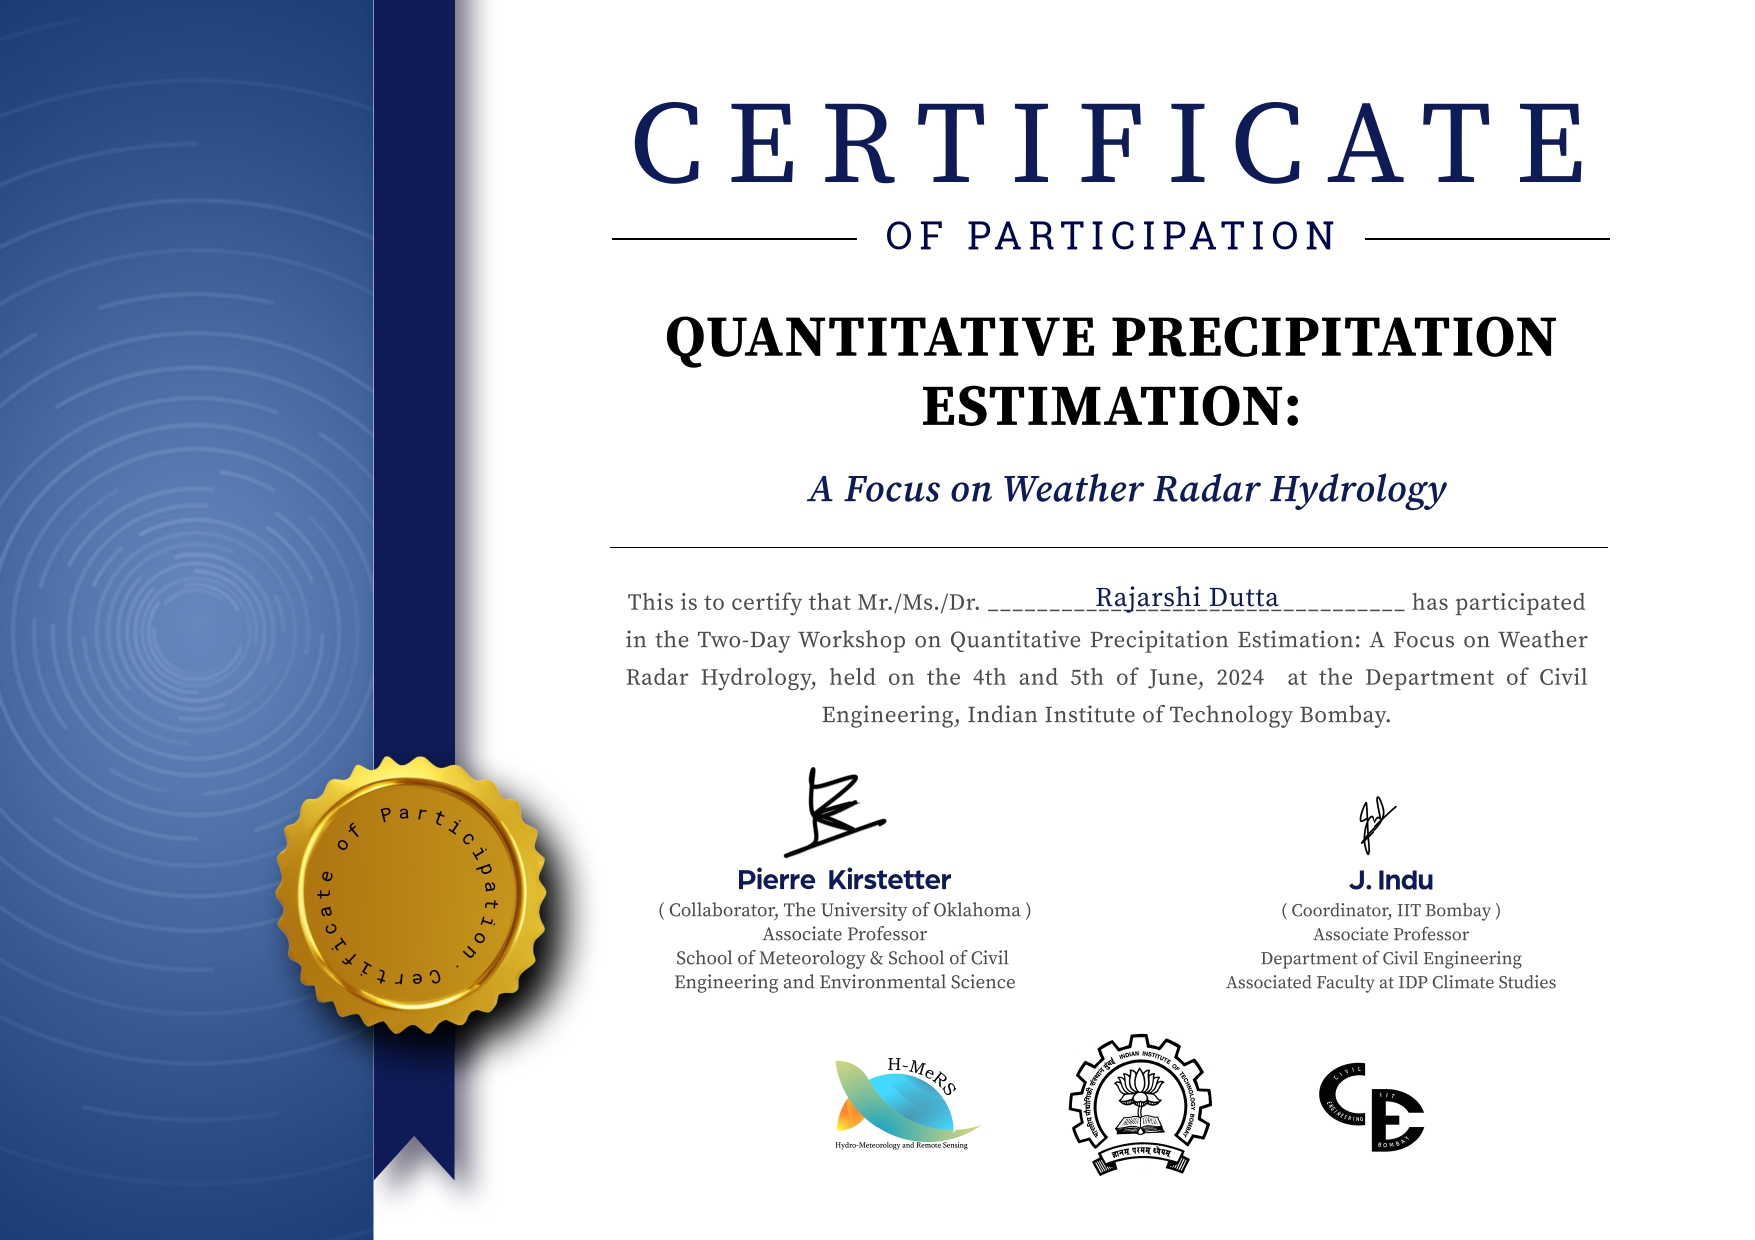 CERTIFICATE
OF PARTICIPATION
QUANTITATIVE PRECIPITATION
ESTIMATION:
A Focus on Weather Radar Hydrology
This is to certify that Mr./Ms./Dr. __________________________________ has participated
Rajarshi Dutta
in the Two-Day Workshop on Quantitative Precipitation Estimation: A Focus on Weather
Radar Hydrology, held on the 4th and 5th of June, 2024 at the Department of Civil
Engineering, Indian Institute of Technology Bombay.
Certificate of Participation .
Pierre Kirstetter
( Collaborator, The University of Oklahoma )
Associate Professor
School of Meteorology & School of Civil
Engineering and Environmental Science
J. Indu
( Coordinator, IIT Bombay )
Associate Professor
Department of Civil Engineering
Associated Faculty at IDP Climate Studies
H-MeRS
Hydro-Meteorology and Remote Sensing
भारतीय प्रौद्योगिकी संस्थान मुंबई
INDIAN INSTITUTE OF TECHNOLOGY BOMBAY
ज्ञानम् परमम् ध्येयम्
CIVIL
ENGINEERING
IIT
BOMBAY
CE